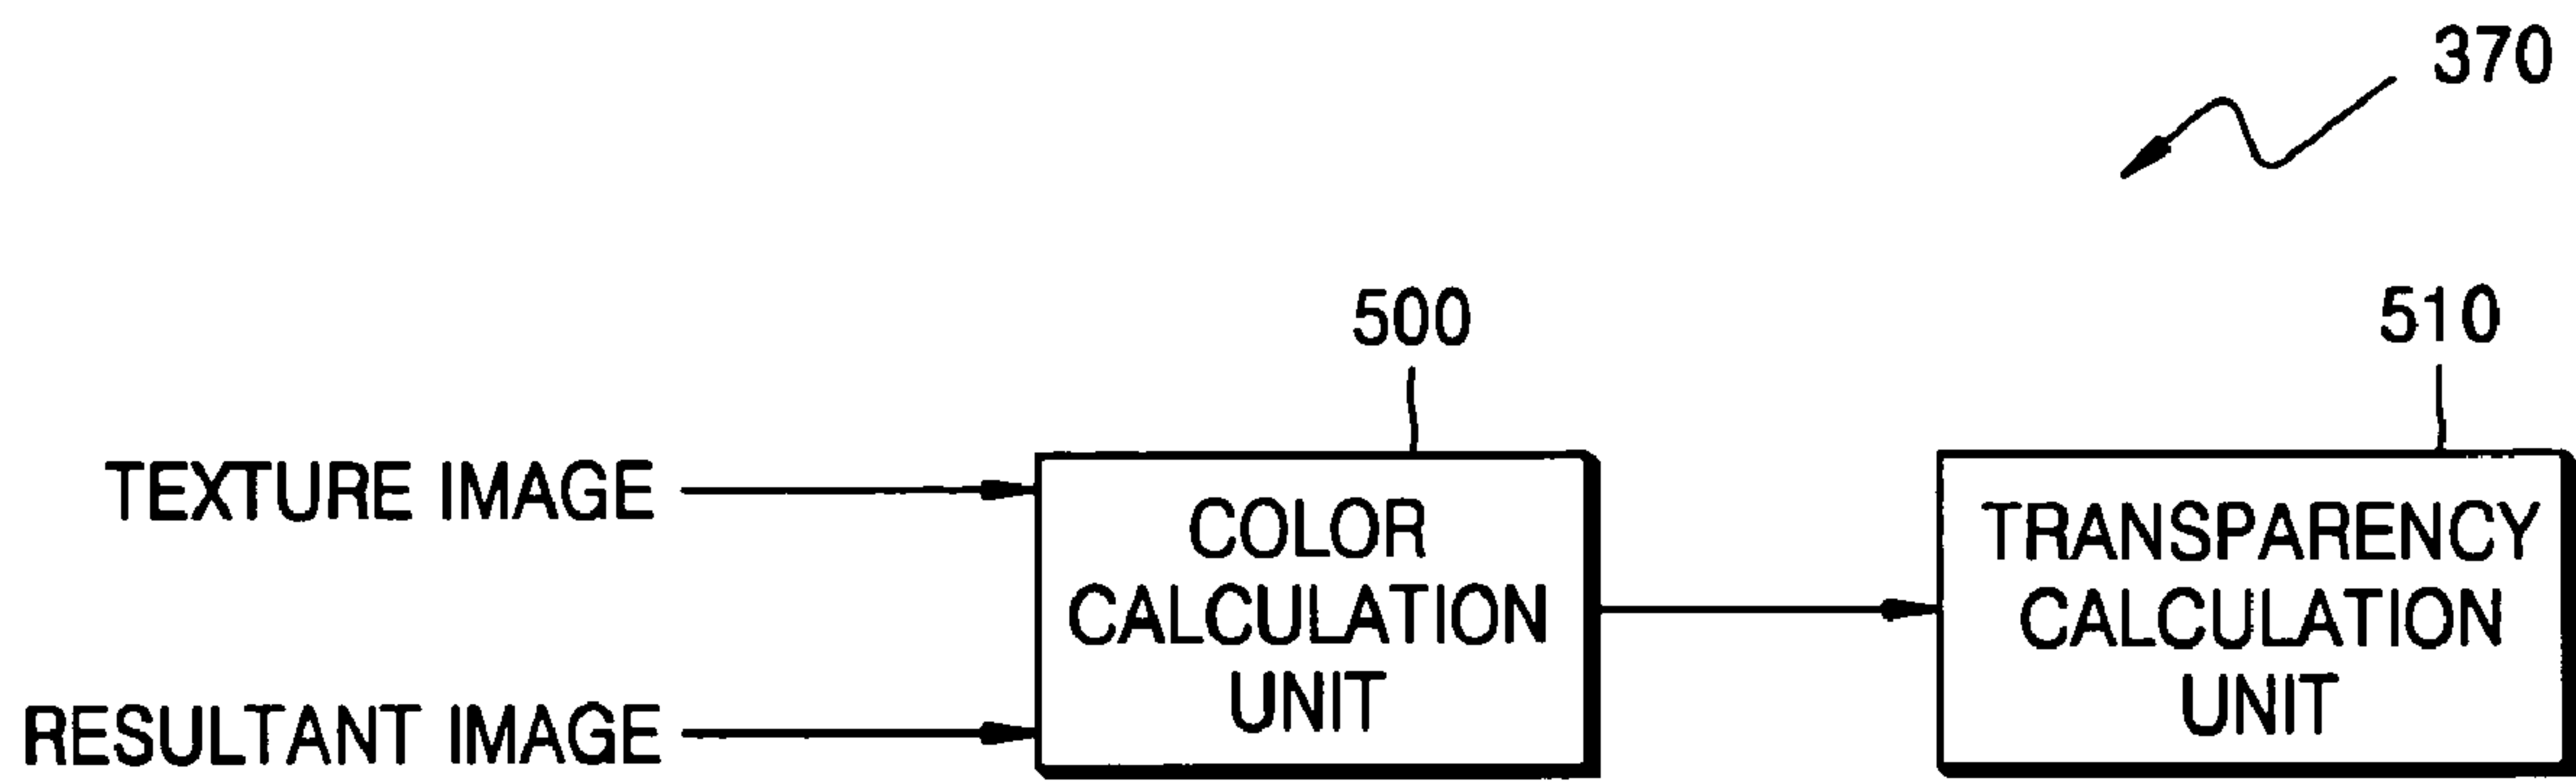 370
500
510
TEXTURE IMAGE
COLOR
CALCULATION
UNIT
TRANSPARENCY
CALCULATION
UNIT
RESULTANT IMAGE